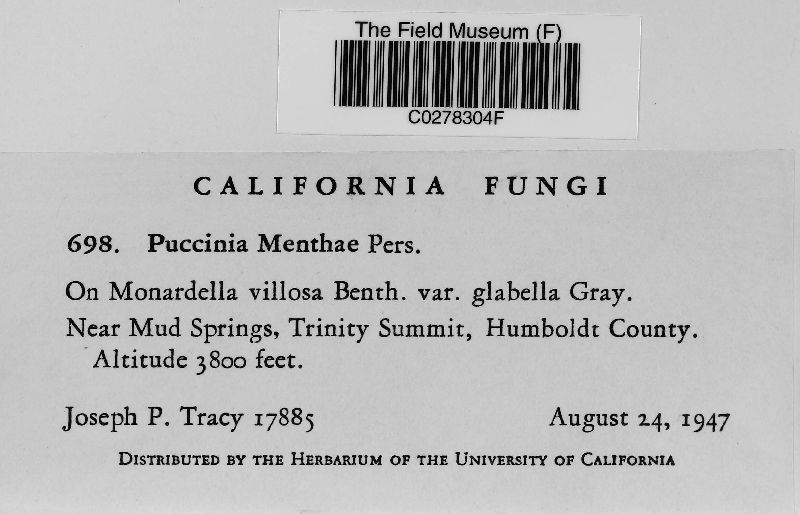 The Field Museum (F)
C0278304F
CALIFORNIA FUNGI
698. Puccinia Menthae Pers.
On Monardella villosa Benth. var. glabella Gray.
Near Mud Springs, Trinity Summit, Humboldt County.
Altitude 3800 feet.
Joseph P. Tracy 17885 August 24, 1947
DISTRIBUTED BY THE HERBARIUM OF THE UNIVERSITY OF CALIFORNIA